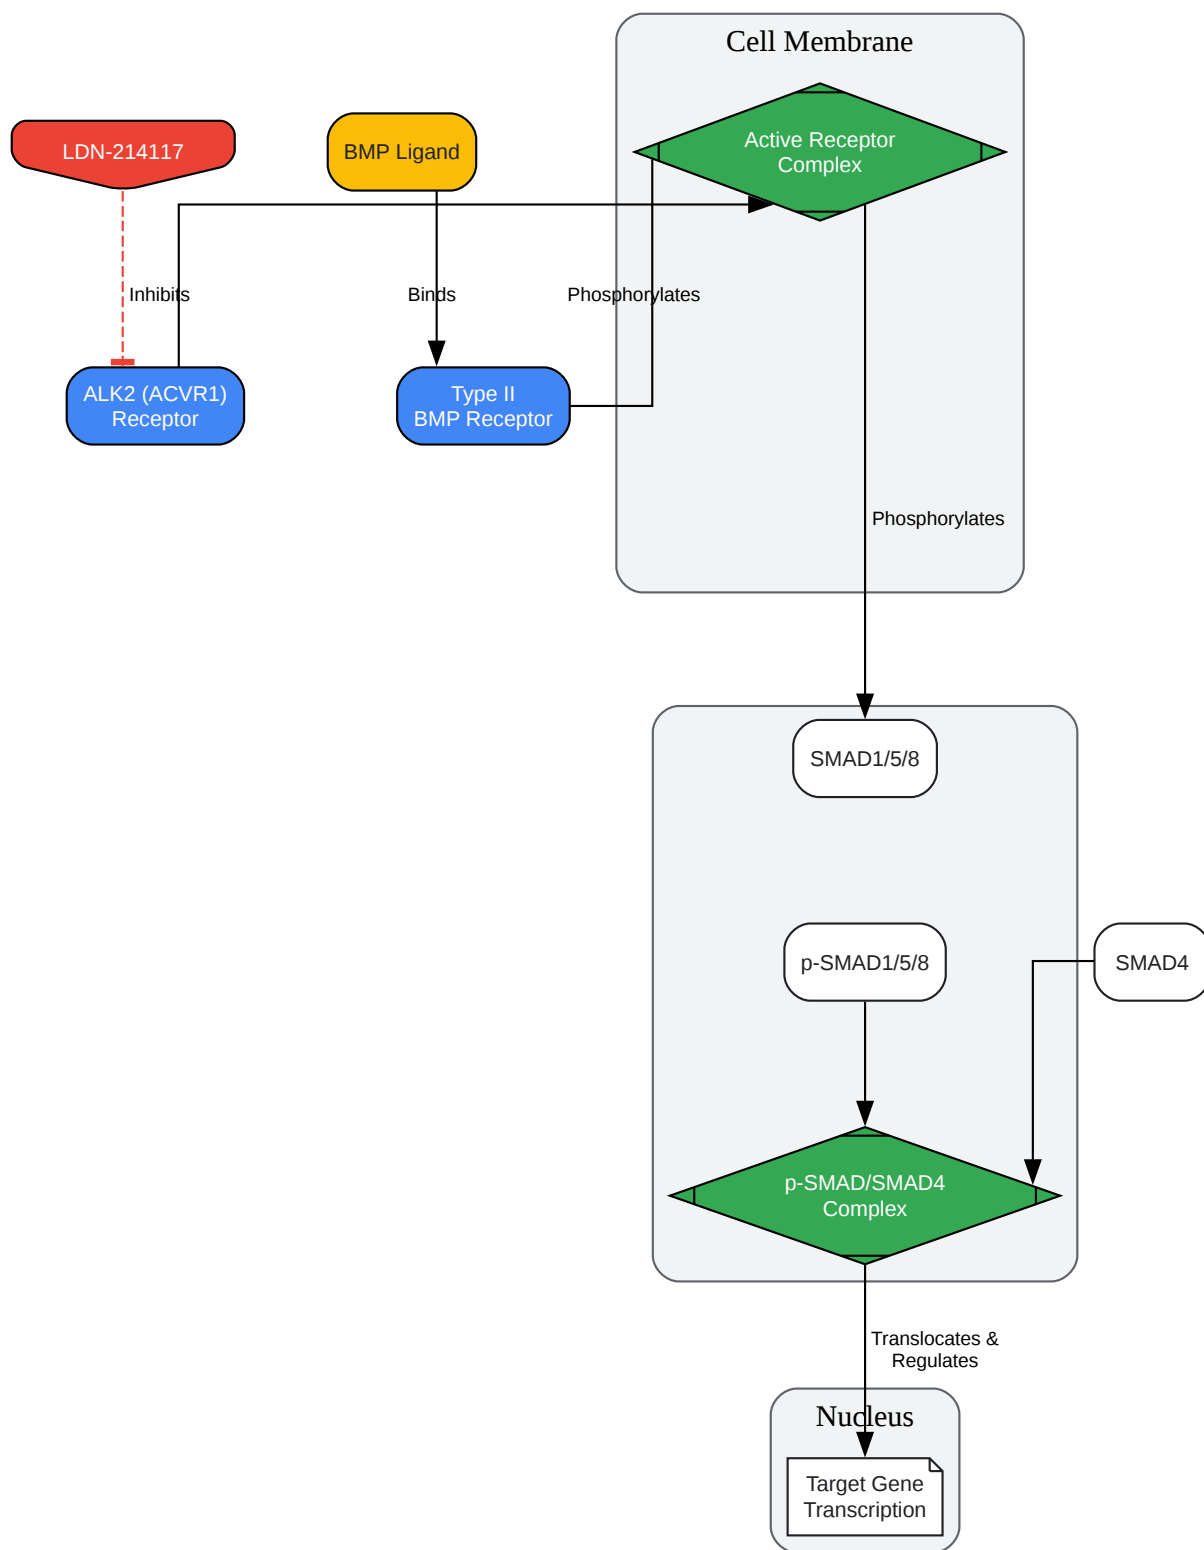 Cell Membrane
LDN-214117
BMP Ligand
Active Receptor
Complex
Inhibits
Binds
Phosphorylates
ALK2 (ACVR1)
Receptor
Type II
BMP Receptor
Phosphorylates
SMAD1/5/8
p-SMAD1/5/8
SMAD4
p-SMAD/SMAD4
Complex
Translocates &
Regulates
Nucleus
Target Gene
Transcription